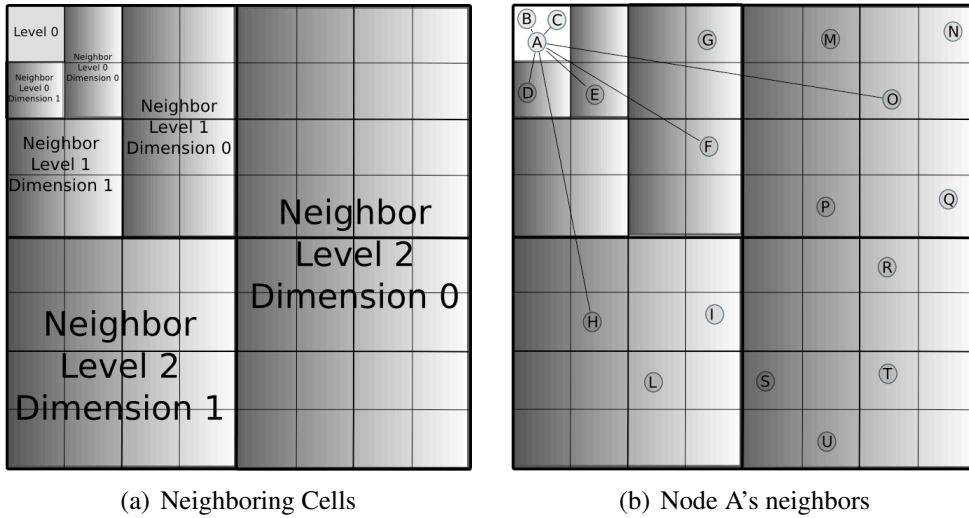 Level 0
Neighbor
Level 0
Dimension 0
Neighbor
Level 0
Dimension 1
Neighbor
Level 1
Dimension 0
Neighbor
Level 1
Dimension 1
Neighbor
Level 2
Dimension 0
Neighbor
Level 2
Dimension 1
(a) Neighboring Cells
B
C
A
G
M
N
D
E
O
F
P
Q
R
H
I
L
S
T
U
(b) Node A's neighbors